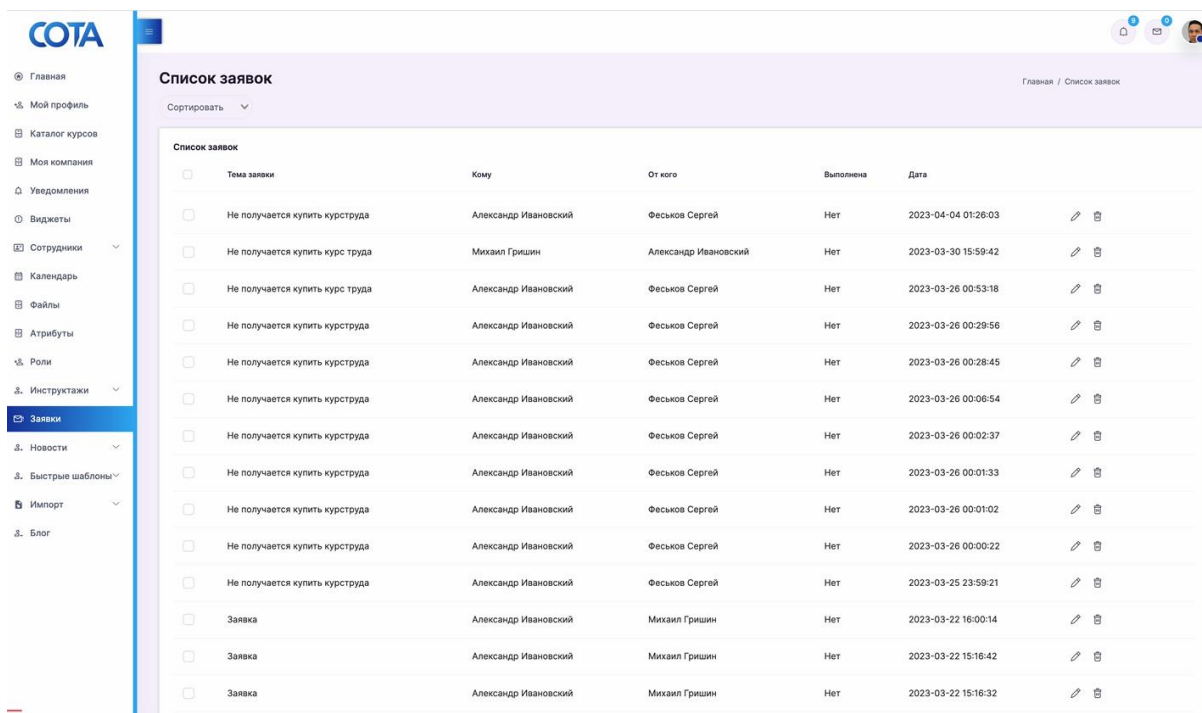 СОТА
9
0
Главная
Мой профиль
Каталог курсов
Моя компания
Уведомления
Виджеты
Сотрудники
Календарь
Файлы
Атрибуты
Роли
Инструктажи
Заявки
Новости
Быстрые шаблоны
Импорт
Блог
Список заявок
Главная / Список заявок
Сортировать
Список заявок
Тема заявки Кому От кого Выполнена Дата
Не получается купить курструда Александр Ивановский Феськов Сергей Нет 2023-04-04 01:26:03
Не получается купить курс труда Михаил Гришин Александр Ивановский Нет 2023-03-30 15:59:42
Не получается купить курс труда Александр Ивановский Феськов Сергей Нет 2023-03-26 00:53:18
Не получается купить курструда Александр Ивановский Феськов Сергей Нет 2023-03-26 00:29:56
Не получается купить курструда Александр Ивановский Феськов Сергей Нет 2023-03-26 00:28:45
Не получается купить курструда Александр Ивановский Феськов Сергей Нет 2023-03-26 00:06:54
Не получается купить курструда Александр Ивановский Феськов Сергей Нет 2023-03-26 00:02:37
Не получается купить курструда Александр Ивановский Феськов Сергей Нет 2023-03-26 00:01:33
Не получается купить курструда Александр Ивановский Феськов Сергей Нет 2023-03-26 00:01:02
Не получается купить курструда Александр Ивановский Феськов Сергей Нет 2023-03-26 00:00:22
Не получается купить курструда Александр Ивановский Феськов Сергей Нет 2023-03-25 23:59:21
Заявка Александр Ивановский Михаил Гришин Нет 2023-03-22 16:00:14
Заявка Александр Ивановский Михаил Гришин Нет 2023-03-22 15:16:42
Заявка Александр Ивановский Михаил Гришин Нет 2023-03-22 15:16:32